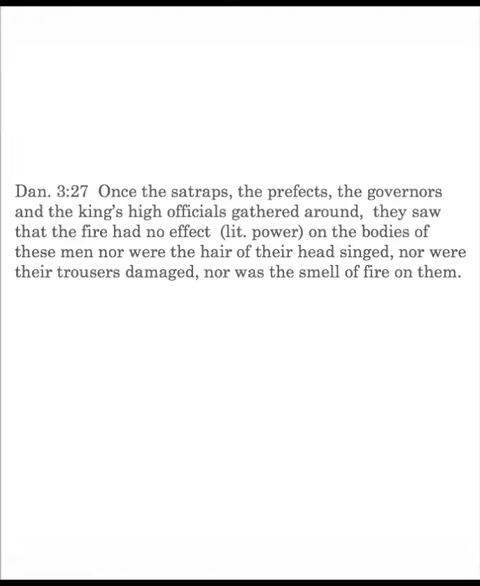 Dan. 3:27  Once the satraps, the prefects, the governors
and the king's high officials gathered around,  they saw
that the fire had no effect  (lit. power) on the bodies of
these men nor were the hair of their head singed, nor were
their trousers damaged, nor was the smell of fire on them.